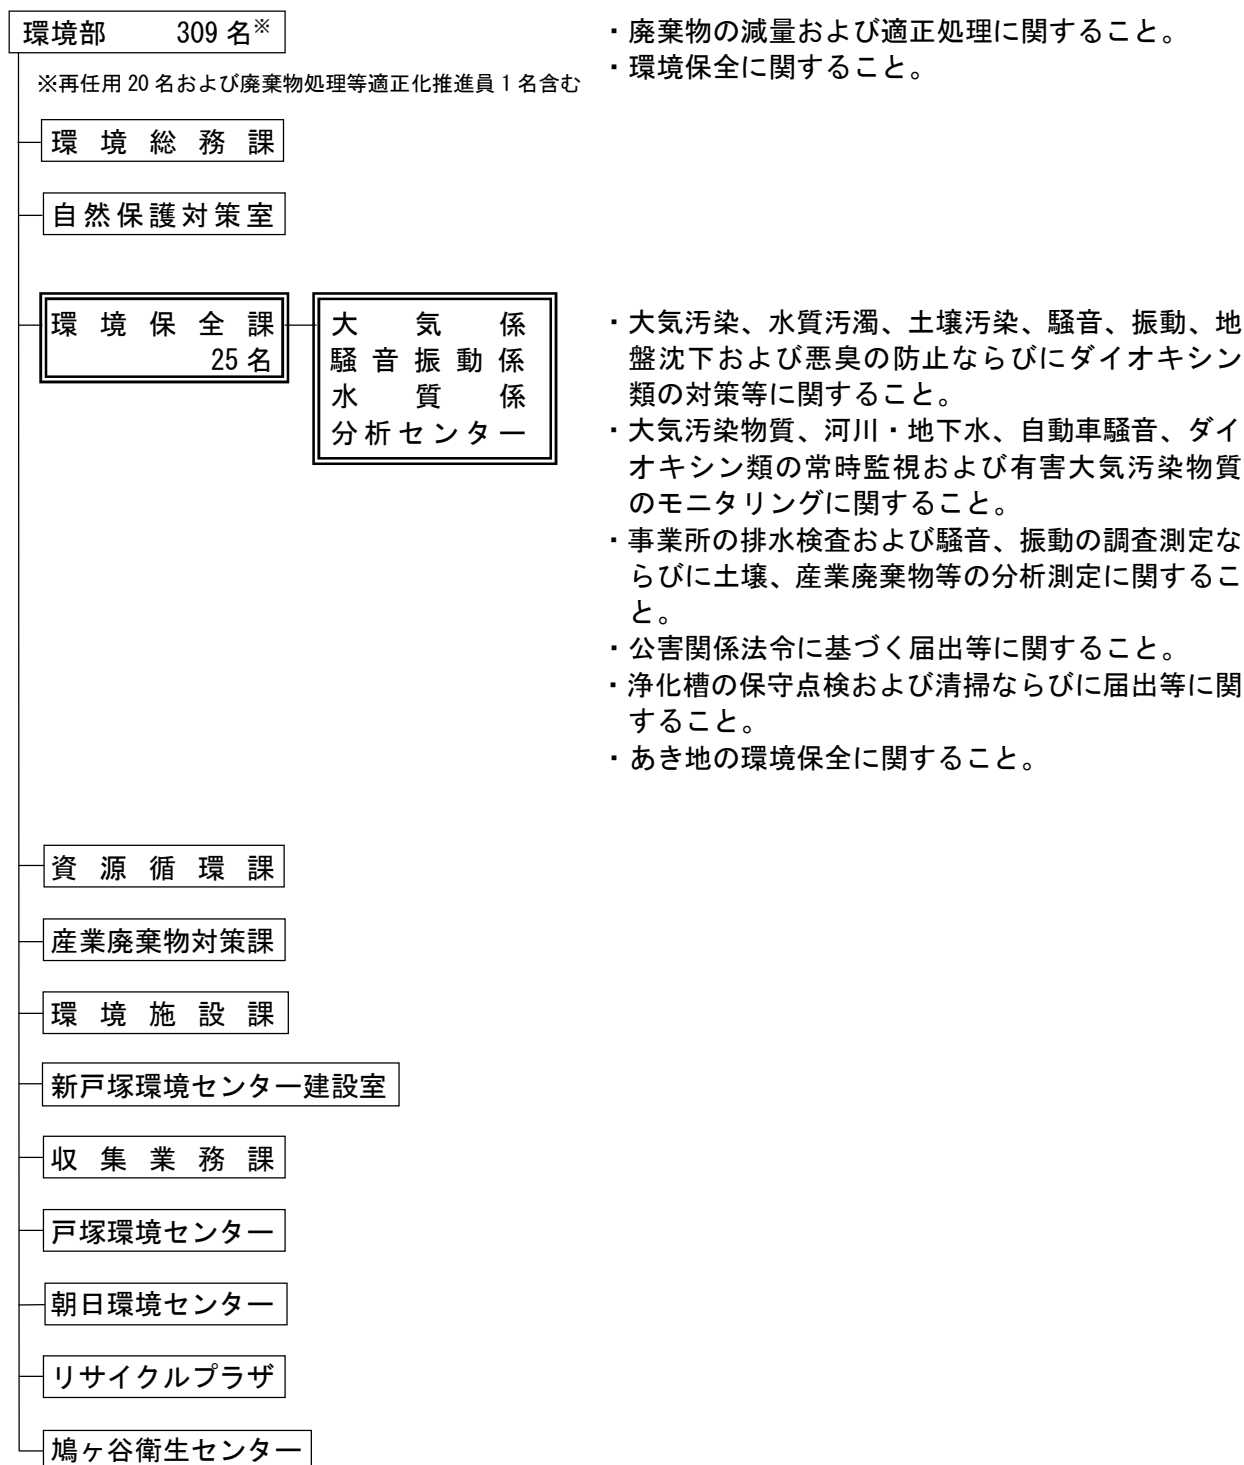 環境部 309名※
・廃棄物の減量および適正処理に関すること。
・環境保全に関すること。
※再任用20名および廃棄物処理等適正化推進員1名含む
環境総務課
自然保護対策室
環境保全課
25名
大気係
騒音振動係
水質係
分析センター
・大気汚染、水質汚濁、土壌汚染、騒音、振動、地
盤沈下および悪臭の防止ならびにダイオキシン
類の対策等に関すること。
・大気汚染物質、河川・地下水、自動車騒音、ダイ
オキシン類の常時監視および有害大気汚染物質
のモニタリングに関すること。
・事業所の排水検査および騒音、振動の調査測定な
らびに土壌、産業廃棄物等の分析測定に関するこ
と。
・公害関係法令に基づく届出等に関すること。
・浄化槽の保守点検および清掃ならびに届出等に関
すること。
・あき地の環境保全に関すること。
資源循環課
産業廃棄物対策課
環境施設課
新戸塚環境センター建設室
収集業務課
戸塚環境センター
朝日環境センター
リサイクルプラザ
鳩ヶ谷衛生センター